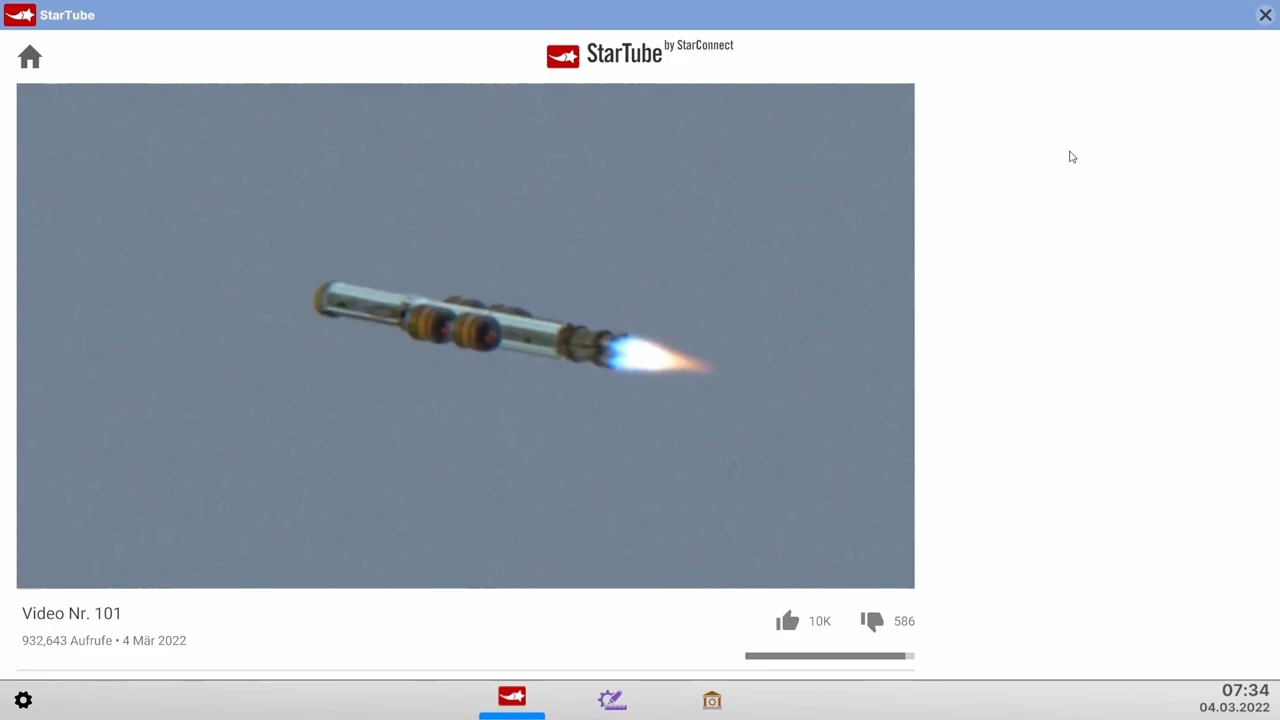 StarTube
StarTube by StarConnect
Video Nr. 101
932,643 Aufrufe • 4 Mär 2022
10K
586
07:34
04.03.2022